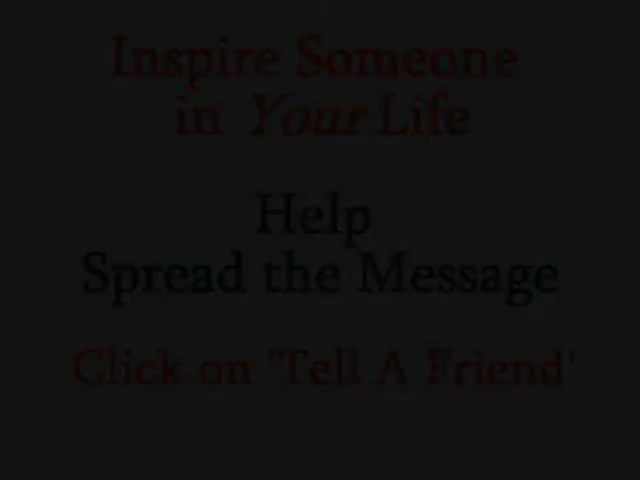 Inspire Someone
in Your Life
Help
Spread the Message
Click on 'Tell A Friend'